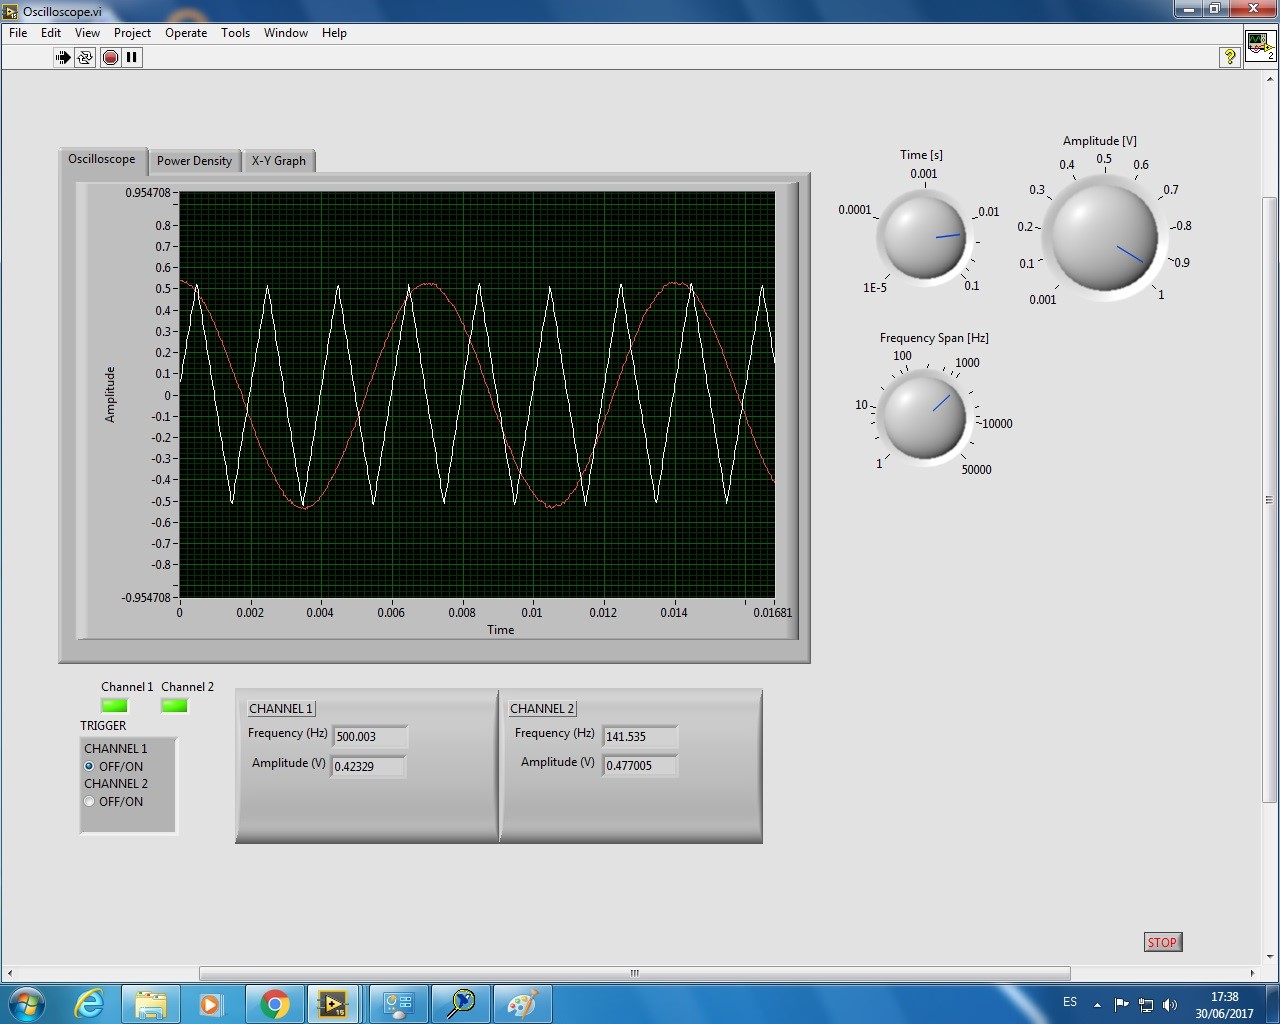 Oscilloscope.vi
File Edit View Project Operate Tools Window Help
2
Oscilloscope Power Density X-Y Graph
0.954708
0.8
0.7
0.6
0.5
0.4
0.3
0.2
0.1
0
-0.1
-0.2
-0.3
-0.4
-0.5
-0.6
-0.7
-0.8
-0.954708
Amplitude
0 0.002 0.004 0.006 0.008 0.01 0.012 0.014 0.01681
Time
Time [s]
0.001
0.0001
0.01
1E-5
0.1
Amplitude [V]
0.5
0.4
0.6
0.3
0.7
0.2
0.8
0.1
0.9
0.001
1
Frequency Span [Hz]
100
1000
10
10000
1
50000
Channel 1 Channel 2
TRIGGER
CHANNEL 1
OFF/ON
CHANNEL 2
OFF/ON
CHANNEL 1
Frequency (Hz) 500.003
Amplitude (V) 0.42329
CHANNEL 2
Frequency (Hz) 141.535
Amplitude (V) 0.477005
STOP
15
ES
17:38
30/06/2017